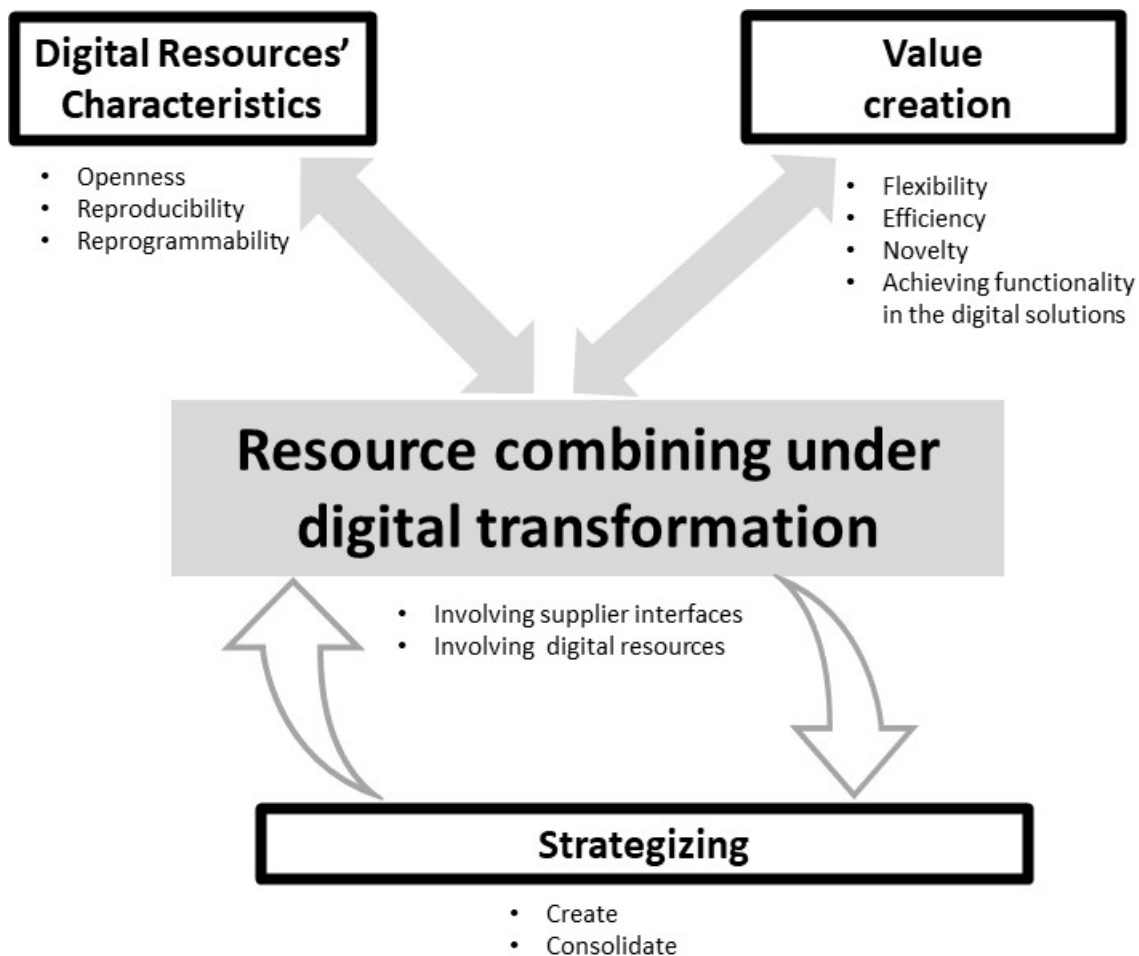 Digital Resources’
Characteristics
• Openness
• Reproducibility
• Reprogrammability
Value
creation
• Flexibility
• Efficiency
• Novelty
• Achieving functionality
in the digital solutions
Resource combining under
digital transformation
• Involving supplier interfaces
• Involving digital resources
Strategizing
• Create
• Consolidate